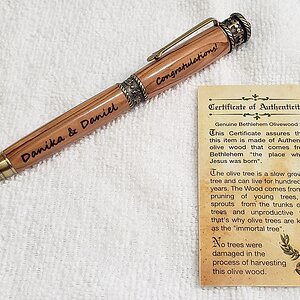 Danika & Daniel
Congratulations!
Certificate of Authenticity
Genuine Bethlehem Olivewood
This Certificate assures t
this item is made of Authen
olive wood that comes fro
Bethlehem "the place wh
Jesus was born".
The olive tree is a slow grow
tree and can live for hundred
years. The Wood comes from
pruning of young trees,
sprouts from the trunks c
trees and unproductive
that's why olive trees are kn
as the "immortal tree".
No trees were
damaged in the
process of harvesting
this olive wood.